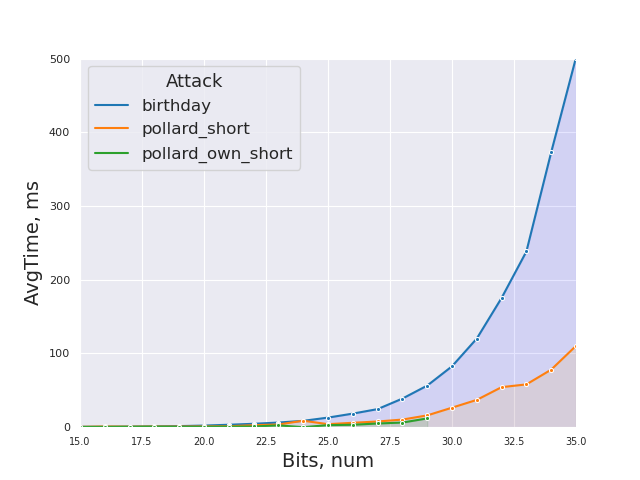 500
400
300
200
100
0
AvgTime, ms
Attack
birthday
pollard_short
pollard_own_short
15.0 17.5 20.0 22.5 25.0 27.5 30.0 32.5 35.0
Bits, num